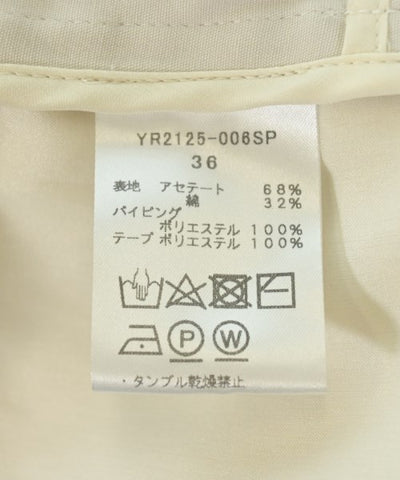 YR2125-006SP
36
表地 アセテート 68%
綿 32%
パイピング
ポリエステル 100%
テープ ポリエステル 100%
P W
・タンブル乾燥禁止